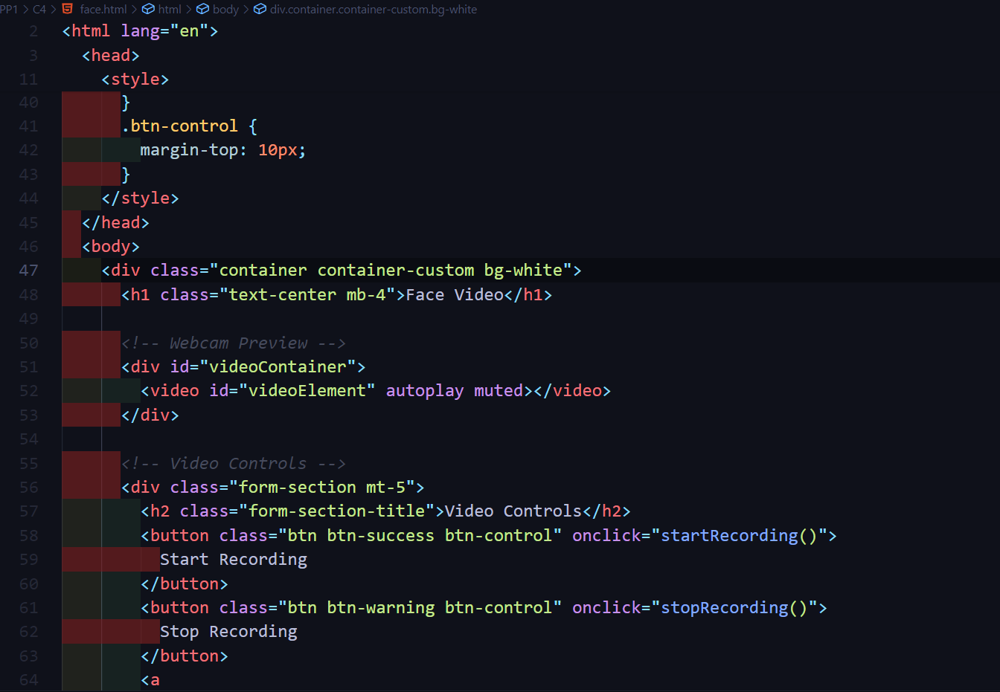 PP1 > C4 > face.html > html > body > div.container.container-custom.bg-white
2 <html lang="en">
3 <head>
11 <style>
40 }
41 .btn-control {
42 margin-top: 10px;
43 }
44 </style>
45 </head>
46 <body>
47 <div class="container container-custom bg-white">
48 <h1 class="text-center mb-4">Face Video</h1>
49
50 <!-- Webcam Preview -->
51 <div id="videoContainer">
52 <video id="videoElement" autoplay muted></video>
53 </div>
54
55 <!-- Video Controls -->
56 <div class="form-section mt-5">
57 <h2 class="form-section-title">Video Controls</h2>
58 <button class="btn btn-success btn-control" onclick="startRecording()">
59 Start Recording
60 </button>
61 <button class="btn btn-warning btn-control" onclick="stopRecording()">
62 Stop Recording
63 </button>
64 <a